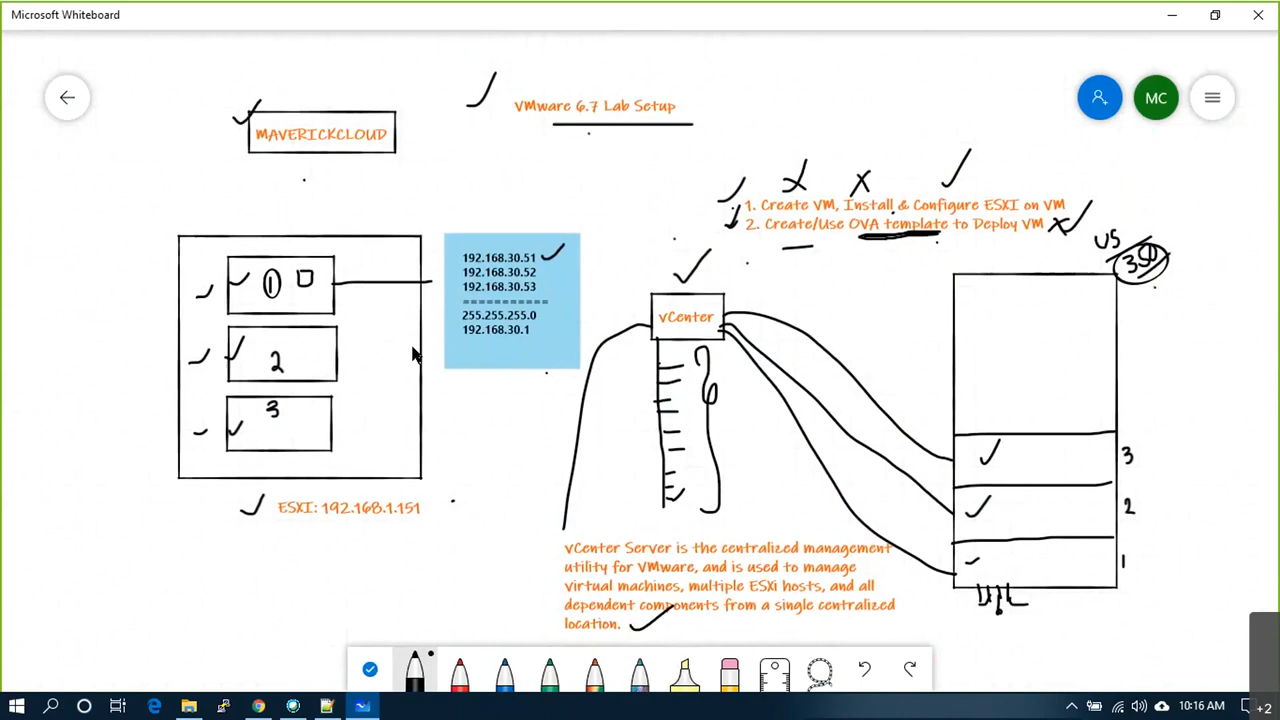 Microsoft Whiteboard
MC
VMware 6.7 Lab Setup
MAVERICKCLOUD
1. Create VM, Install & Configure ESXI on VM
2. Create/Use OVA template to Deploy VM
US
350
192.168.30.51
192.168.30.52
192.168.30.53
===========
255.255.255.0
192.168.30.1
1
2
3
vCenter
3
2
1
ESXI: 192.168.1.151
vCenter Server is the centralized management
utility for VMware, and is used to manage
virtual machines, multiple ESXi hosts, and all
dependent components from a single centralized
location.
10:16 AM
+2